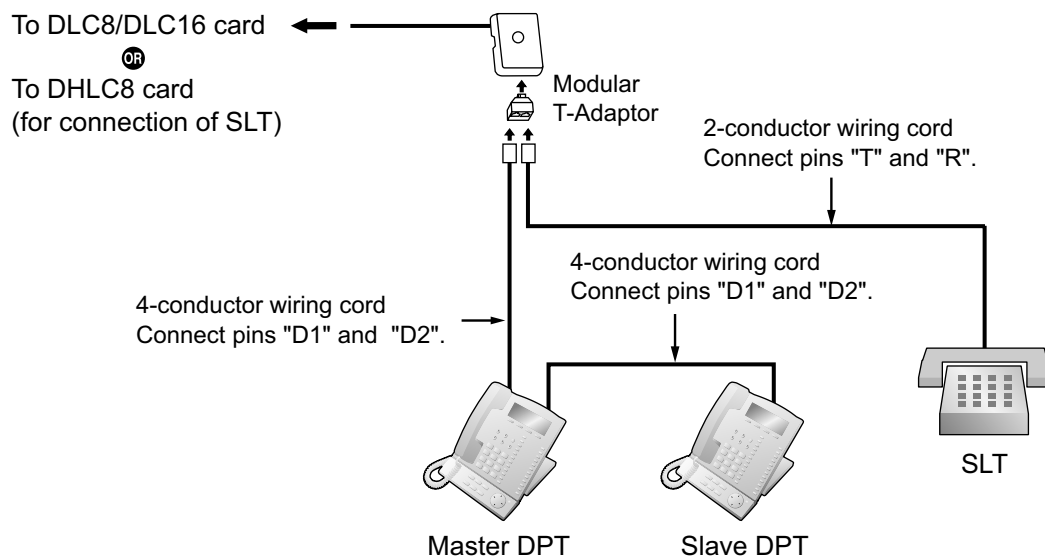 To DLC8/DLC16 card
OR
To DHLC8 card
(for connection of SLT)
Modular
T-Adaptor
2-conductor wiring cord
Connect pins "T" and "R".
4-conductor wiring cord
Connect pins "D1" and "D2".
4-conductor wiring cord
Connect pins "D1" and  "D2".
SLT
Master DPT
Slave DPT